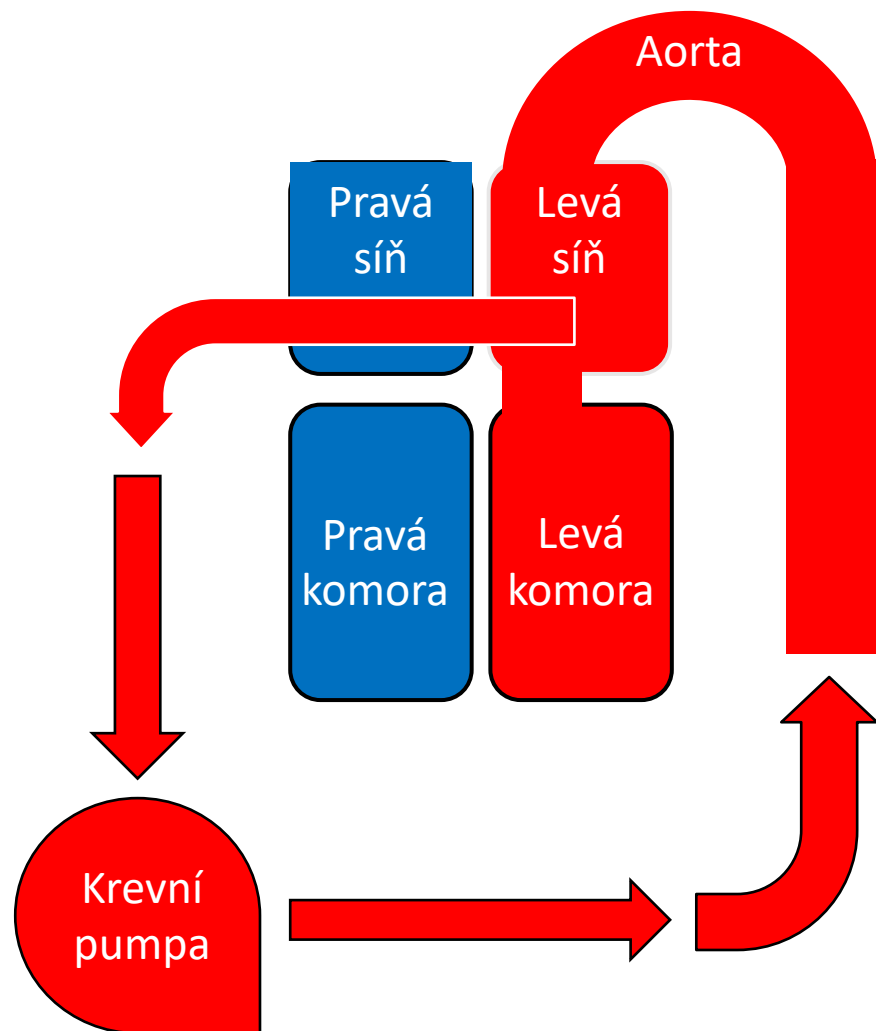 Aorta
Pravá
síň
Levá
síň
Pravá
komora
Levá
komora
Krevní
pumpa